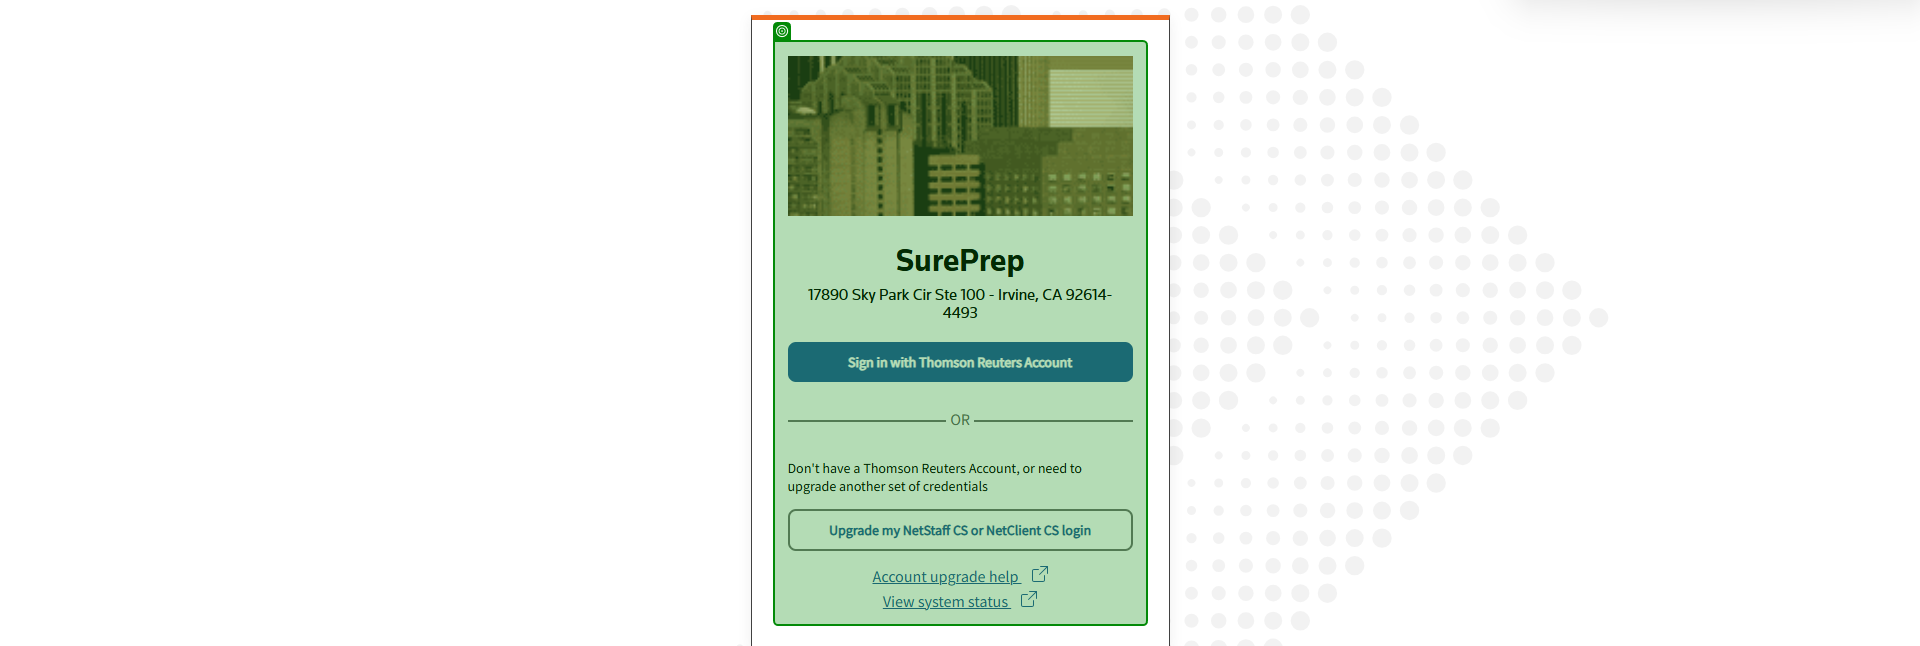 SurePrep
17890 Sky Park Cir Ste 100 - Irvine, CA 92614-
4493
Sign in with Thomson Reuters Account
OR
Don't have a Thomson Reuters Account, or need to
upgrade another set of credentials
Upgrade my NetStaff CS or NetClient CS login
Account upgrade help
View system status